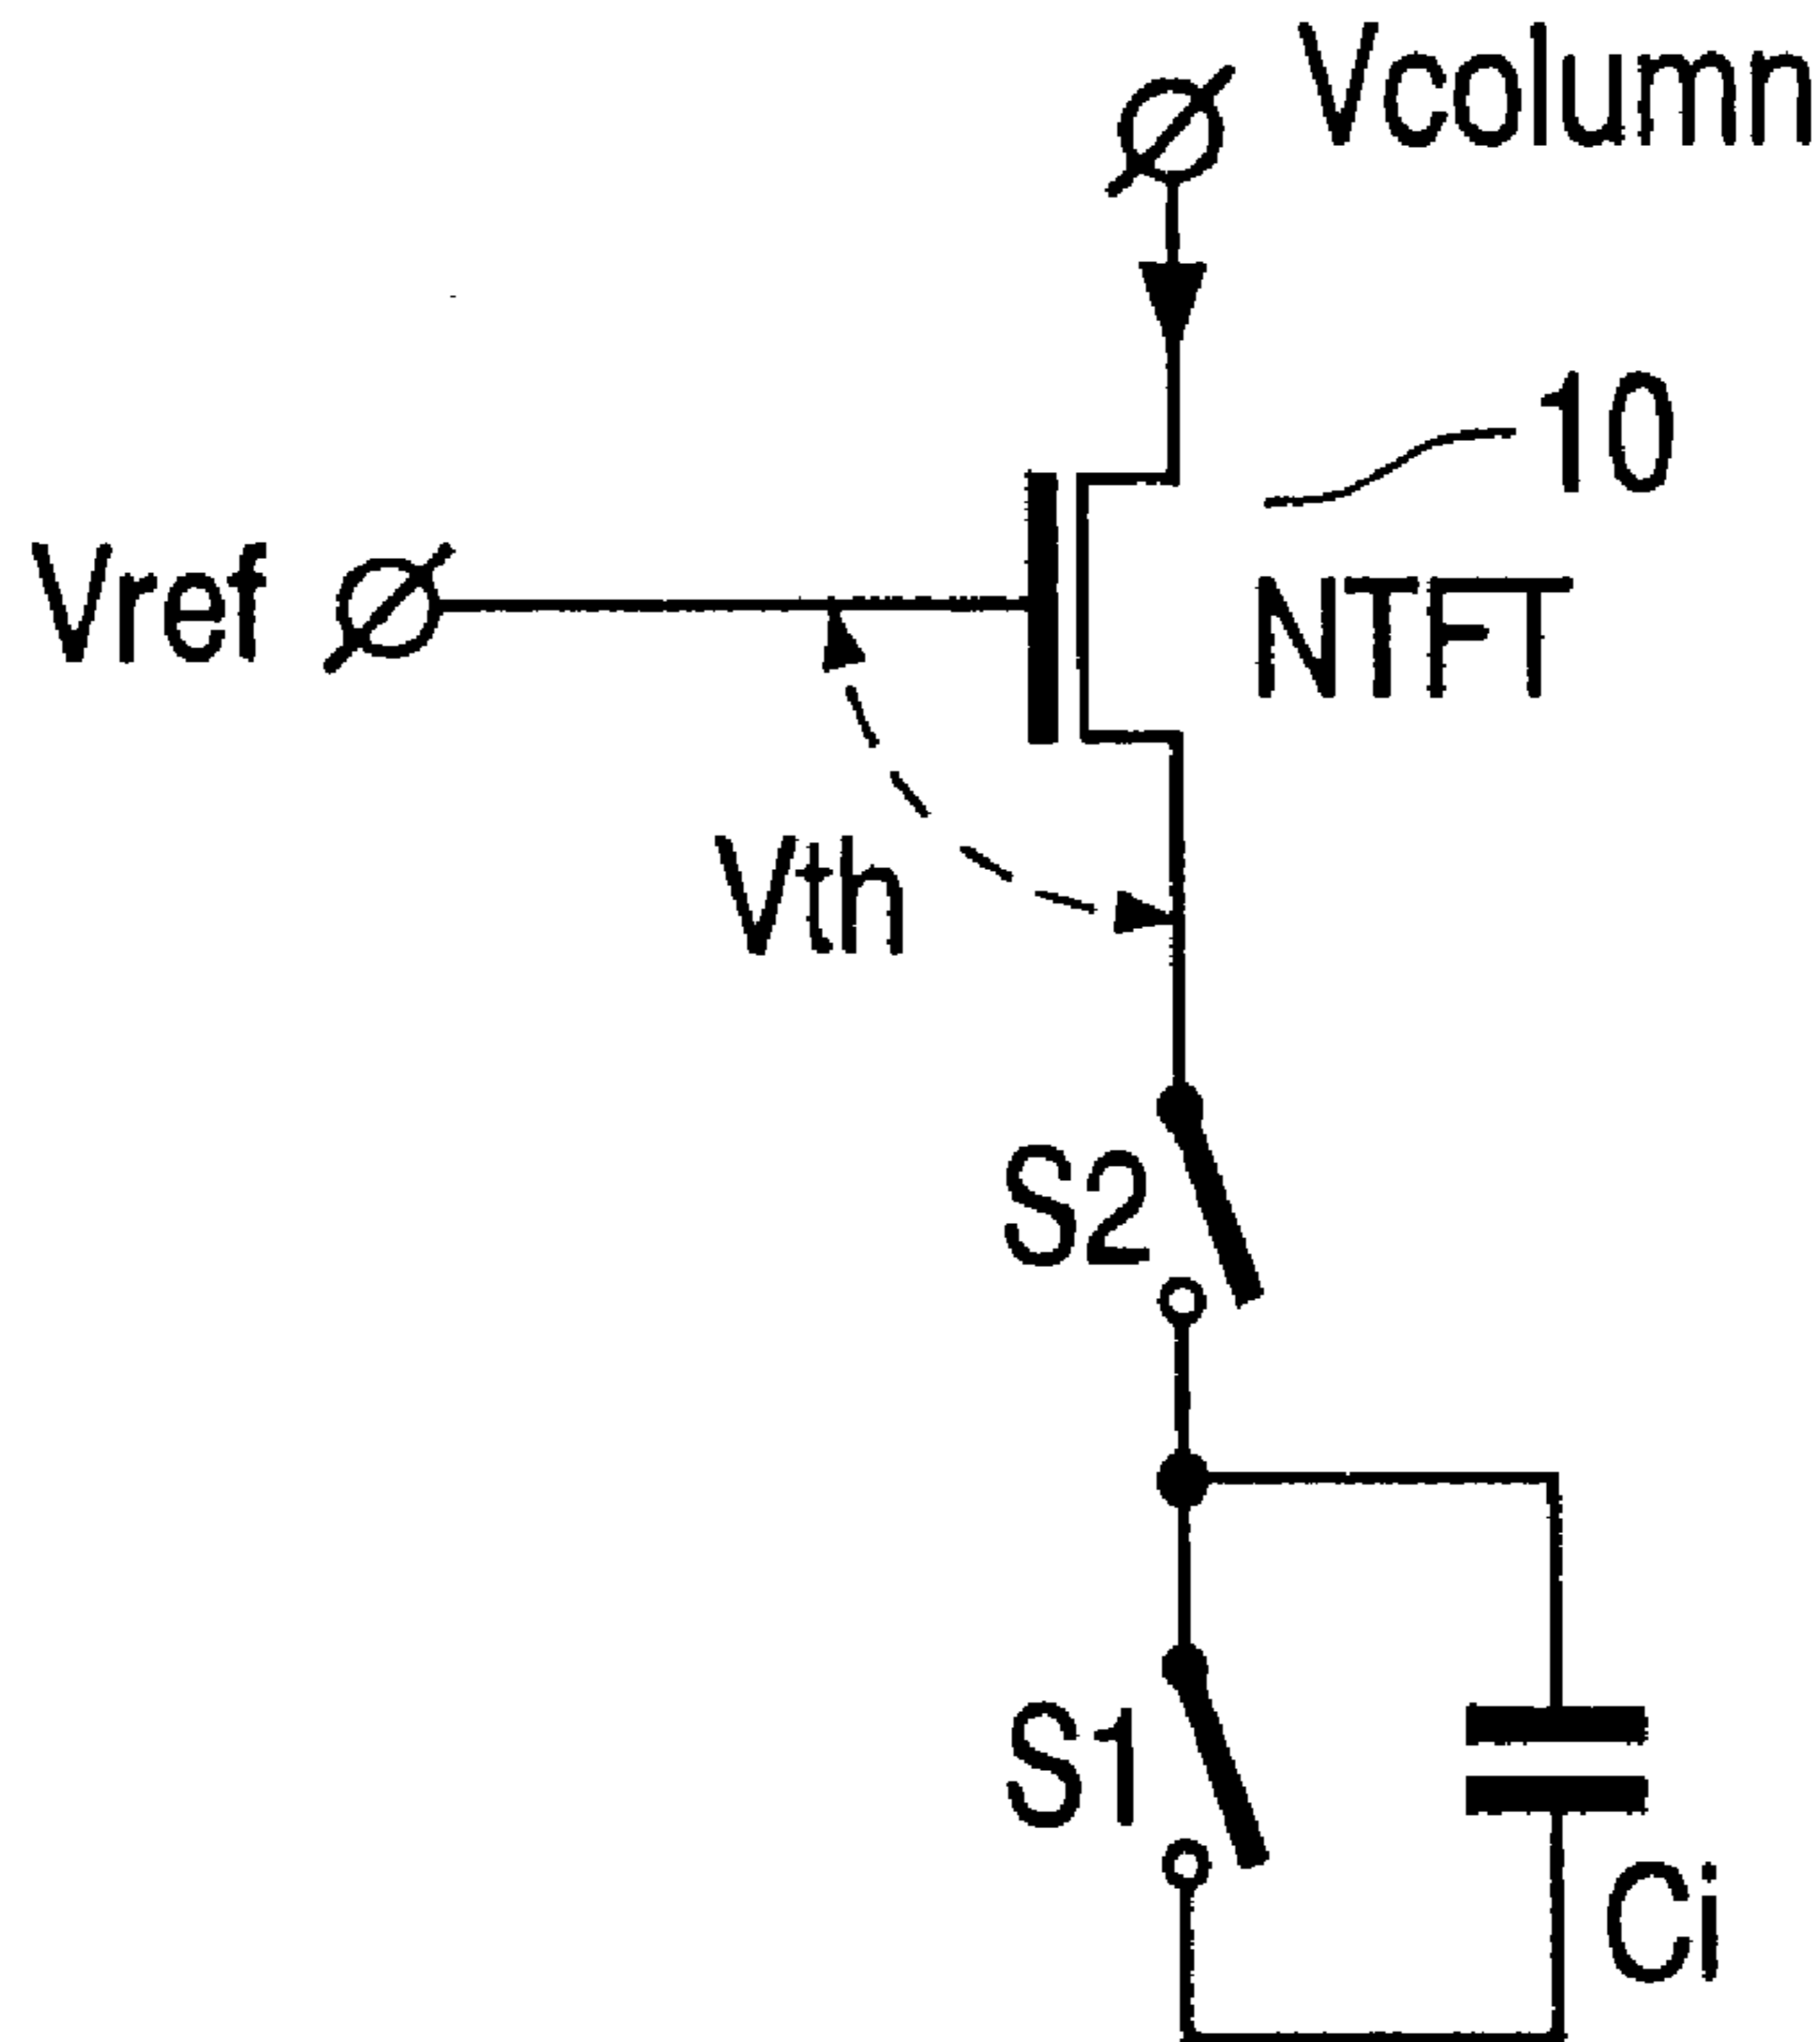 Vcolumn
10
Vref
NTFT
Vth
S2
S1
Ci